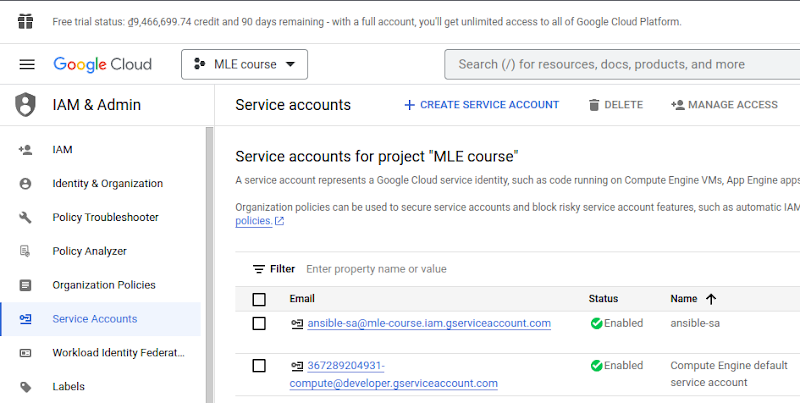 Free trial status: ₫9,466,699.74 credit and 90 days remaining - with a full account, you'll get unlimited access to all of Google Cloud Platform.
Google Cloud
MLE course
Search (/) for resources, docs, products, and more
IAM & Admin
Service accounts
+ CREATE SERVICE ACCOUNT
DELETE
MANAGE ACCESS
IAM
Identity & Organization
Policy Troubleshooter
Policy Analyzer
Organization Policies
Service Accounts
Workload Identity Federat...
Labels
Service accounts for project "MLE course"
A service account represents a Google Cloud service identity, such as code running on Compute Engine VMs, App Engine apps
Organization policies can be used to secure service accounts and block risky service account features, such as automatic IAM
policies.
Filter Enter property name or value
Email Status Name
ansible-sa@mle-course.iam.gserviceaccount.com Enabled ansible-sa
367289204931- Enabled Compute Engine default
compute@developer.gserviceaccount.com service account